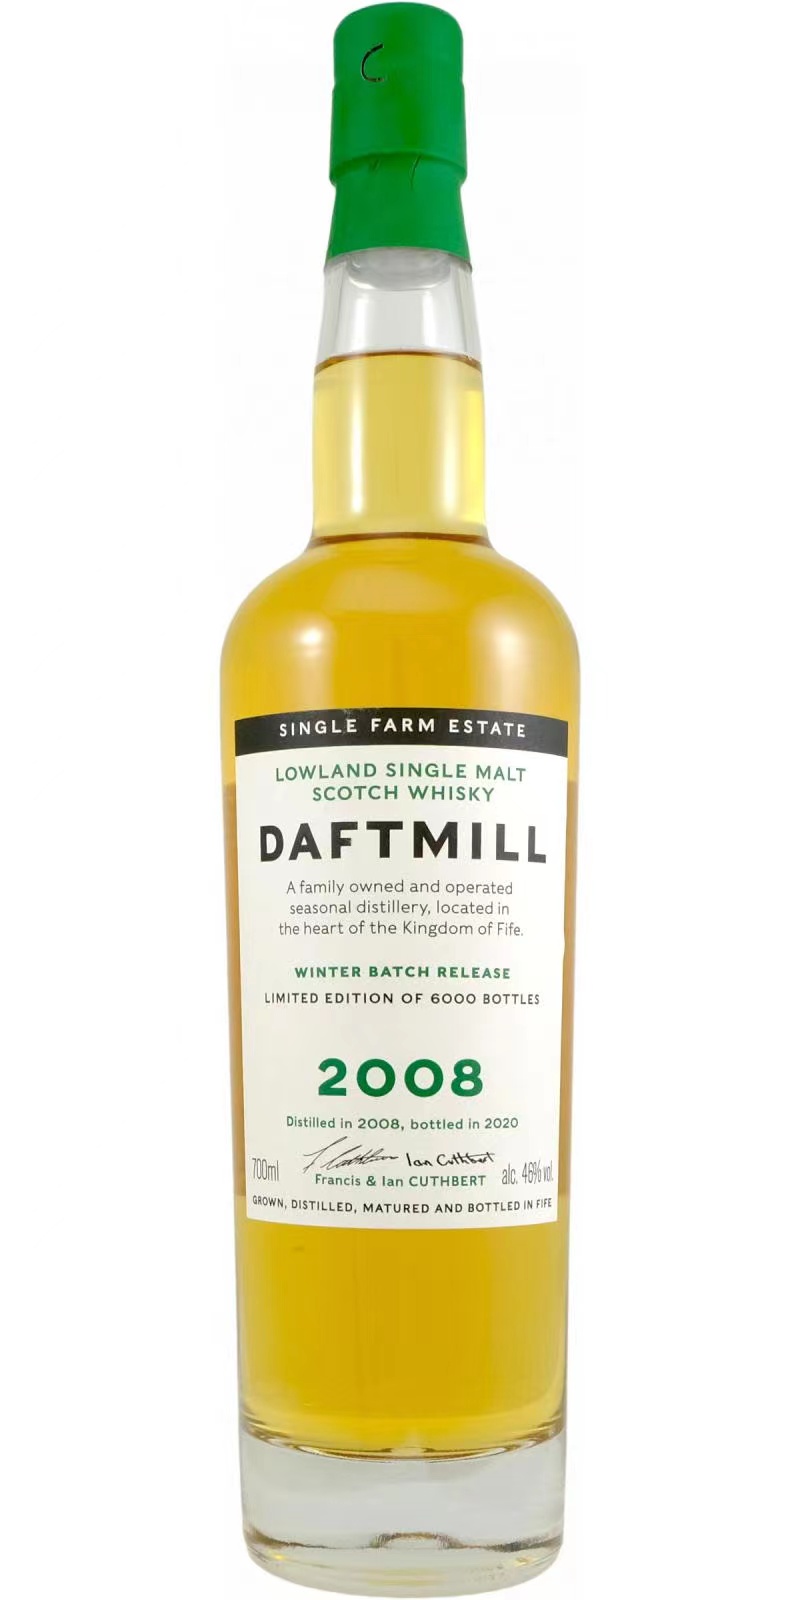 SINGLE FARM ESTATE
LOWLAND SINGLE MALT
SCOTCH WHISKY
DAFTMILL
A family owned and operated
seasonal distillery, located in
the heart of the Kingdom of Fife.
WINTER BATCH RELEASE
LIMITED EDITION OF 6000 BOTTLES
2008
Distilled in 2008, bottled in 2020
Ian Cuthbert
700ml
Francis & Ian CUTHBERT
alc. 46% vol.
GROWN, DISTILLED, MATURED AND BOTTLED IN FIFE